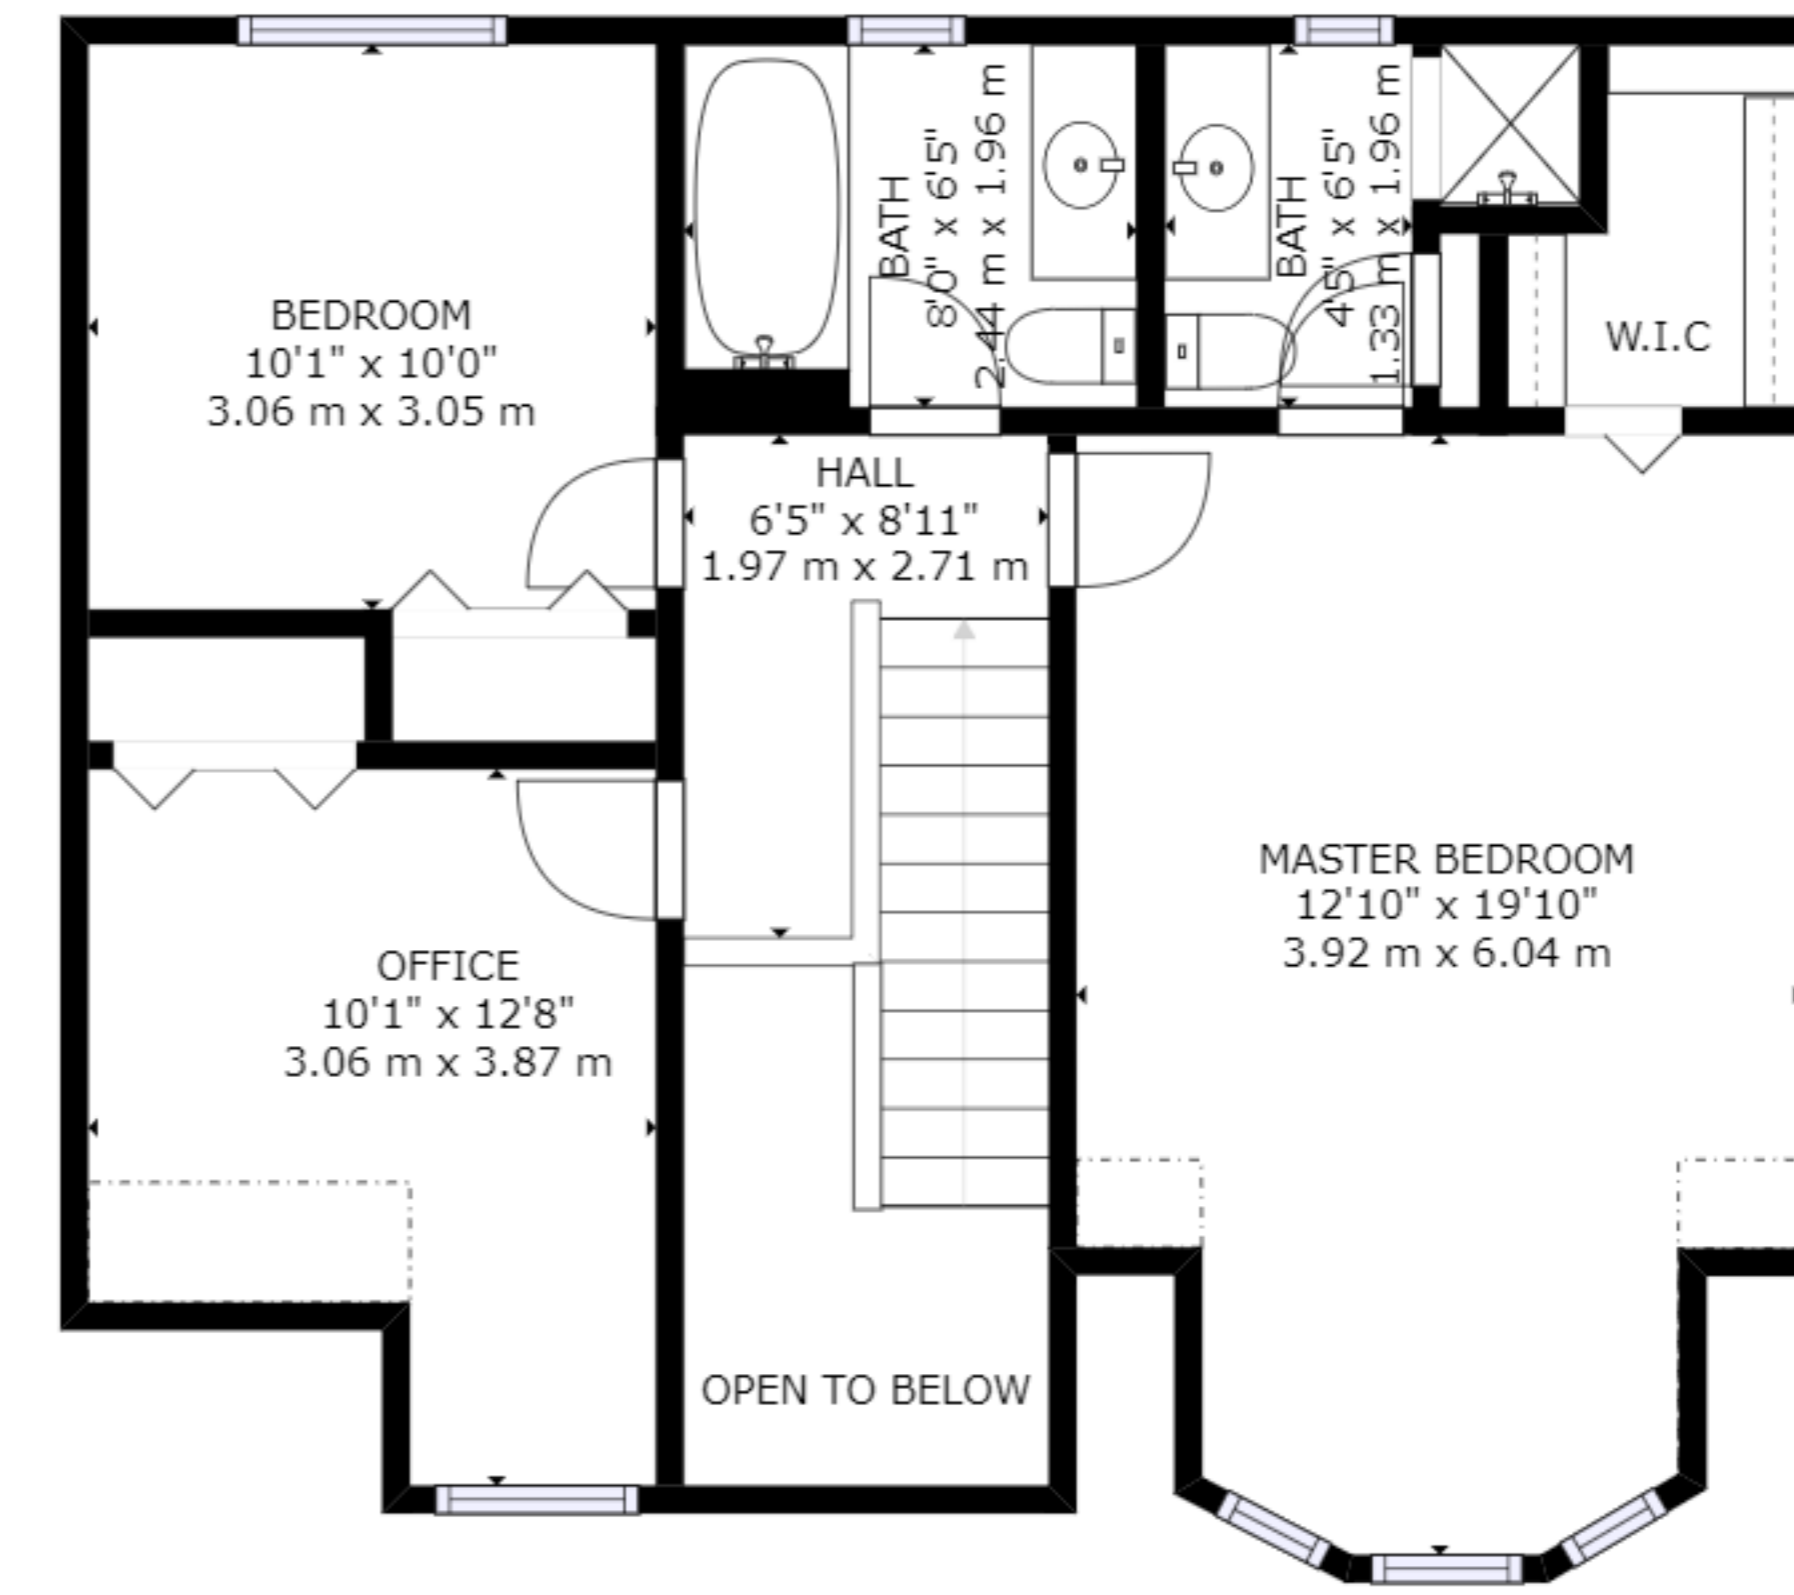 BATH
8'0" x 6'5"
2.44 m x 1.96 m
BATH
4'5" x 6'5"
1.33 m x 1.96 m
BEDROOM
10'1" x 10'0"
3.06 m x 3.05 m
W.I.C
HALL
6'5" x 8'11"
1.97 m x 2.71 m
MASTER BEDROOM
12'10" x 19'10"
3.92 m x 6.04 m
OFFICE
10'1" x 12'8"
3.06 m x 3.87 m
OPEN TO BELOW